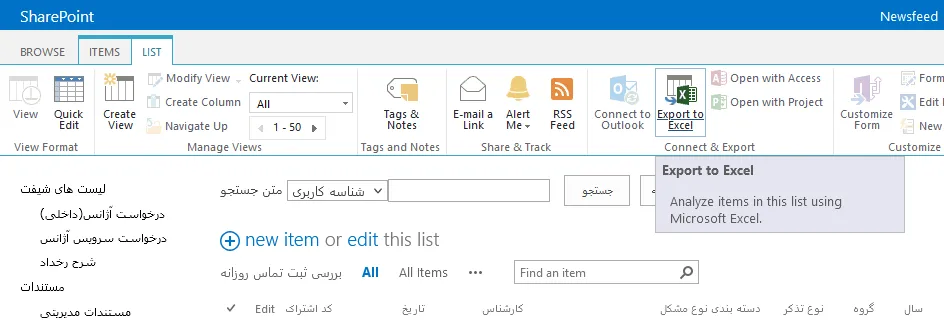 SharePoint Newsfeed
BROWSE ITEMS LIST
View
Quick Edit
View Format
Create View
Modify View
Create Column
Navigate Up
Current View:
All
1 - 50
Manage Views
Tags & Notes
Tags and Notes
E-mail a Link
Alert Me
RSS Feed
Share & Track
Connect to Outlook
Export to Excel
Open with Access
Open with Project
Connect & Export
Customize Form
Form
Edit
New
Customize
Export to Excel
Analyze items in this list using
Microsoft Excel.
لیست های شیفت
درخواست آژانس(داخلی)
درخواست سرویس آژانس
شرح رخداد
مستندات
مستندات مدیریتی
متن جستجو شناسه کاربری جستجو
new item or edit this list
بررسی ثبت تماس روزانه All All Items ••• Find an item
Edit کد اشتراک تاریخ کارشناس دسته بندی نوع مشکل نوع تذکر گروه سال